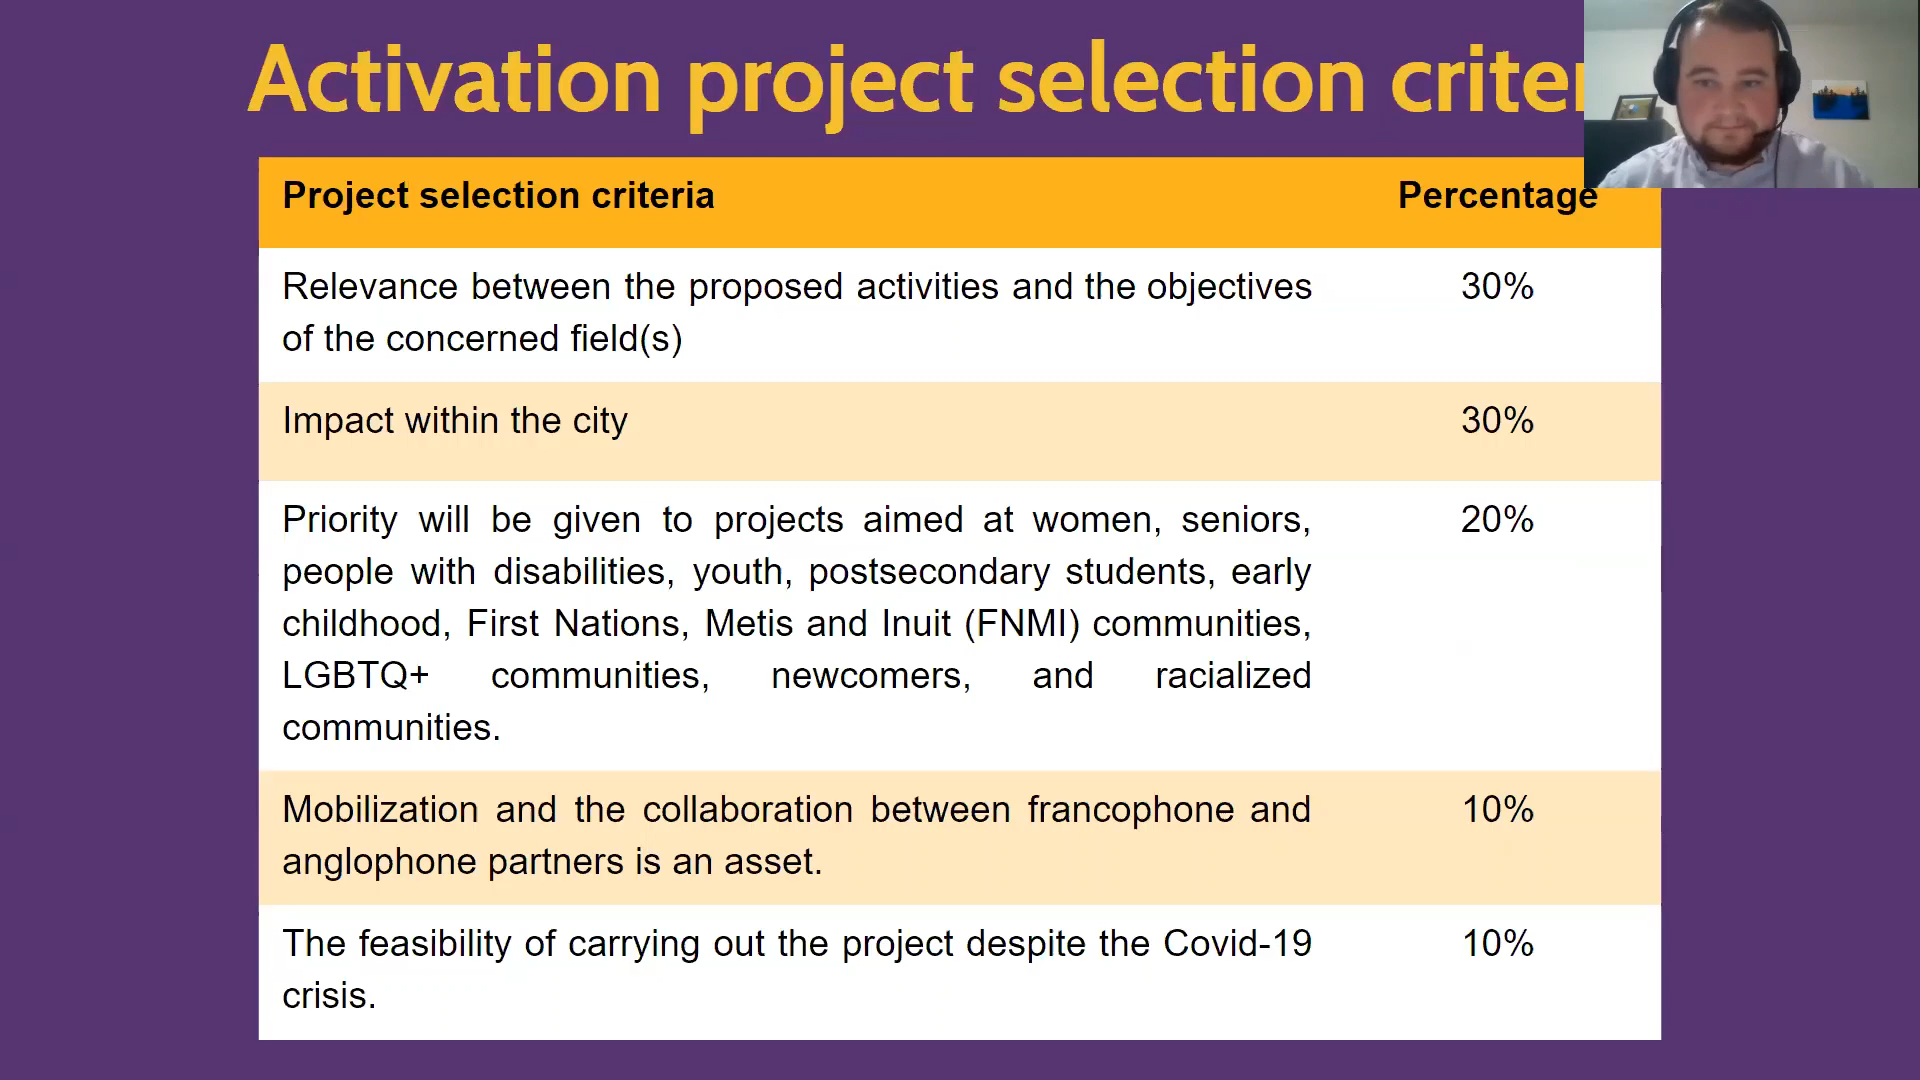 Activation project selection
Project selection criteria Percentage
Relevance between the proposed activities and the objectives 30%
of the concerned field(s)
Impact within the city 30%
Priority will be given to projects aimed at women, seniors, 20%
people with disabilities, youth, postsecondary students, early
childhood, First Nations, Metis and Inuit (FNMI) communities,
LGBTQ+ communities, newcomers, and racialized
communities.
Mobilization and the collaboration between francophone and 10%
anglophone partners is an asset.
The feasibility of carrying out the project despite the Covid-19 10%
crisis.